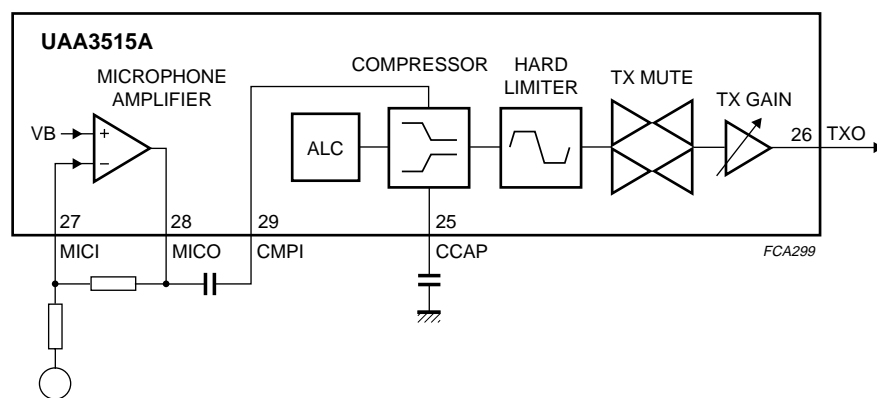 UAA3515A
MICROPHONE
AMPLIFIER
COMPRESSOR
HARD
LIMITER
TX MUTE
TX GAIN
VB
+
−
ALC
26
TXO
27
28
29
25
MICI
MICO
CMPI
CCAP
FCA299